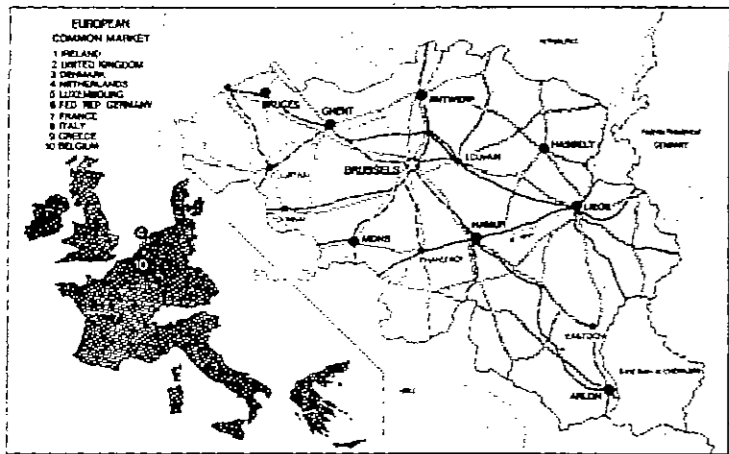 EUROPEAN
COMMON MARKET
1 IRELAND
2 UNITED KINGDOM
3 DENMARK
4 NETHERLANDS
5 LUXEMBOURG
6 FED. REP. GERMANY
7 FRANCE
8 ITALY
9 GREECE
10 BELGIUM
BRUGES
GHENT
ANTWERP
BRUSSELS
LOUVAIN
HASSELT
LIEGE
MONS
NAMUR
GERMANY
BASTOGNE
ARLON